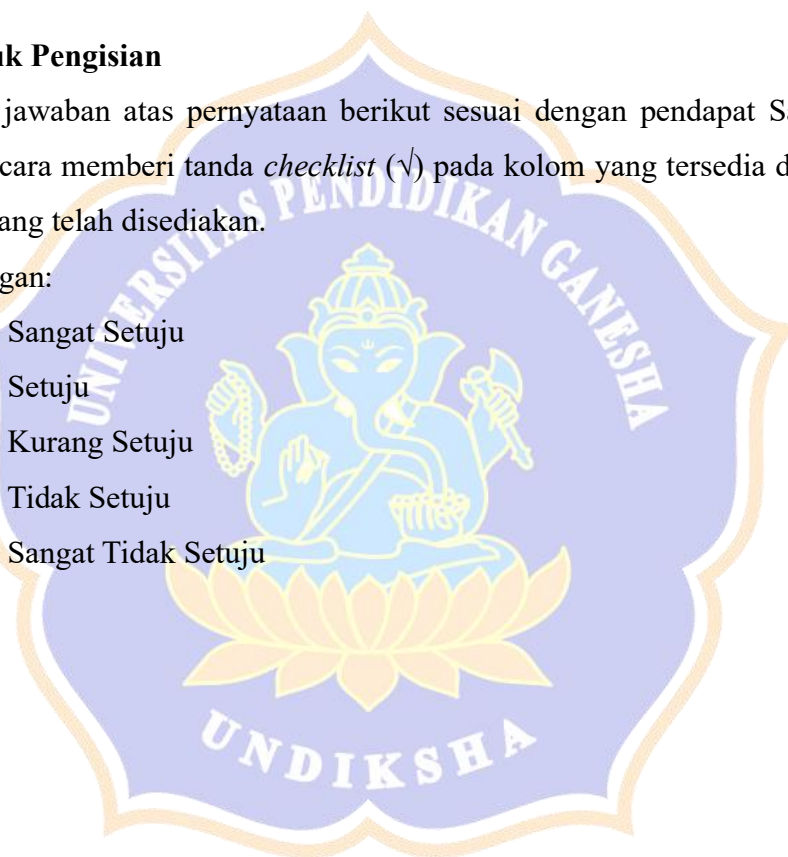 uk Pengisian
jawaban atas pernyataan berikut sesuai dengan pendapat Sa
cara memberi tanda checklist (√) pada kolom yang tersedia d
ang telah disediakan.
gan:
Sangat Setuju
Setuju
Kurang Setuju
Tidak Setuju
Sangat Tidak Setuju
UNIVERSITAS PENDIDIKAN GANESHA
UNDIKSHA